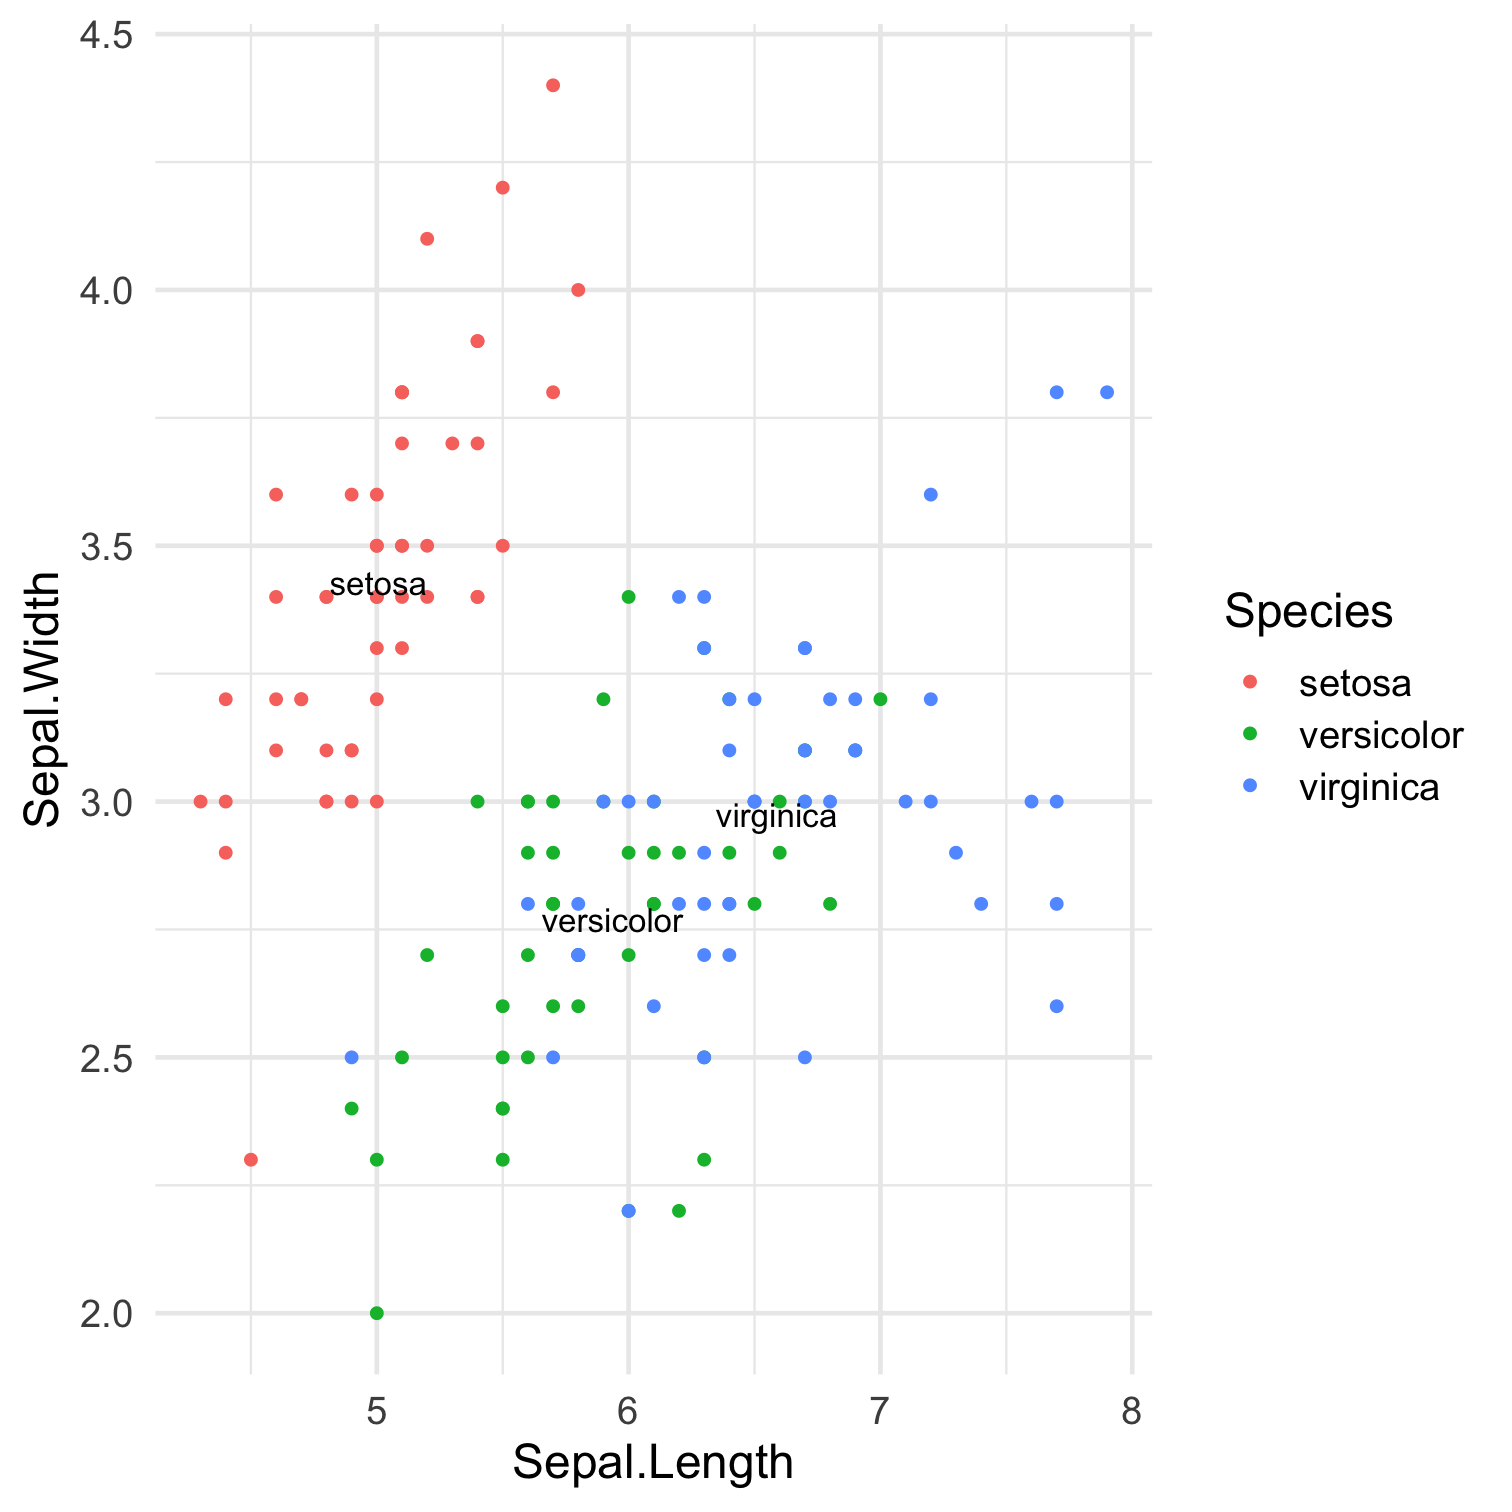 4.5
4.0
3.5
3.0
2.5
2.0
Sepal.Width
setosa
virginica
versicolor
5 6 7 8
Sepal.Length
Species
setosa
versicolor
virginica